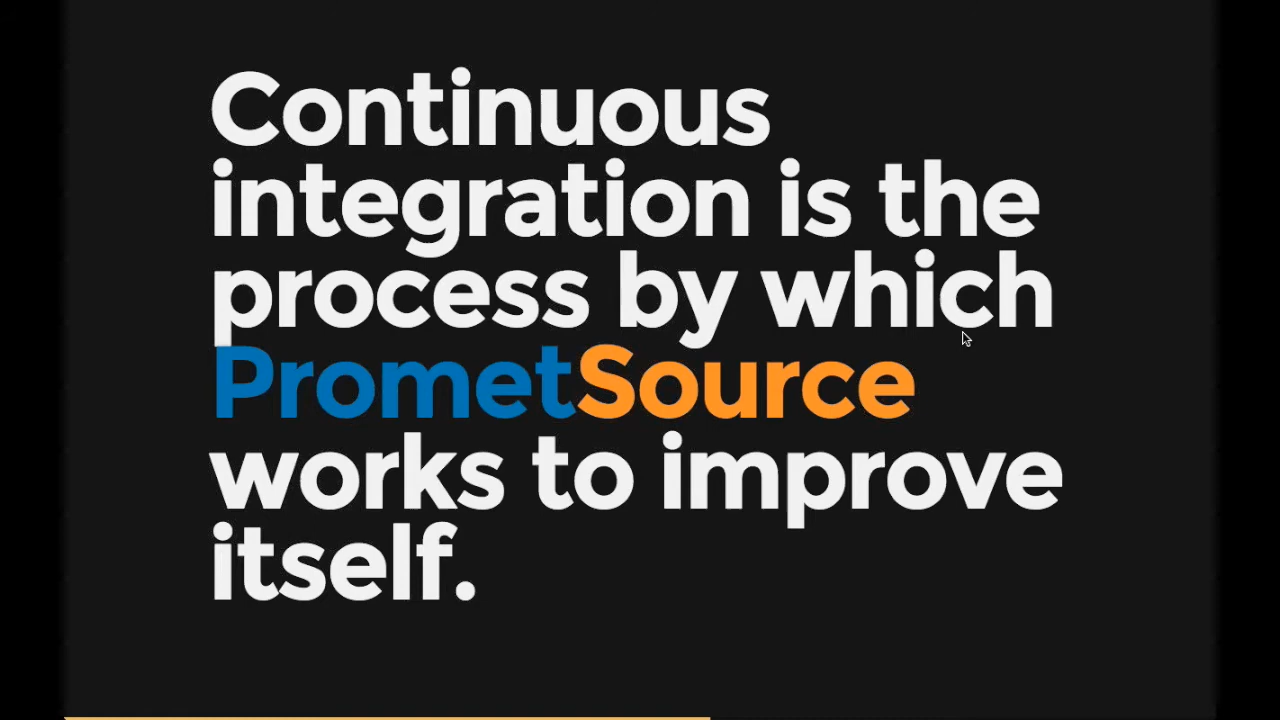 Continuous
integration is the
process by which
PrometSource
works to improve
itself.